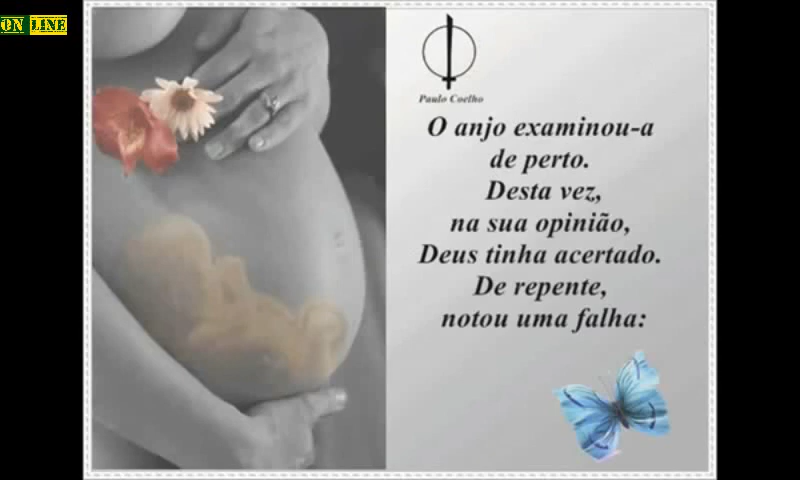 ON LINE
Paulo Coelho
O anjo examinou-a
de perto.
Desta vez,
na sua opinião,
Deus tinha acertado.
De repente,
notou uma falha: